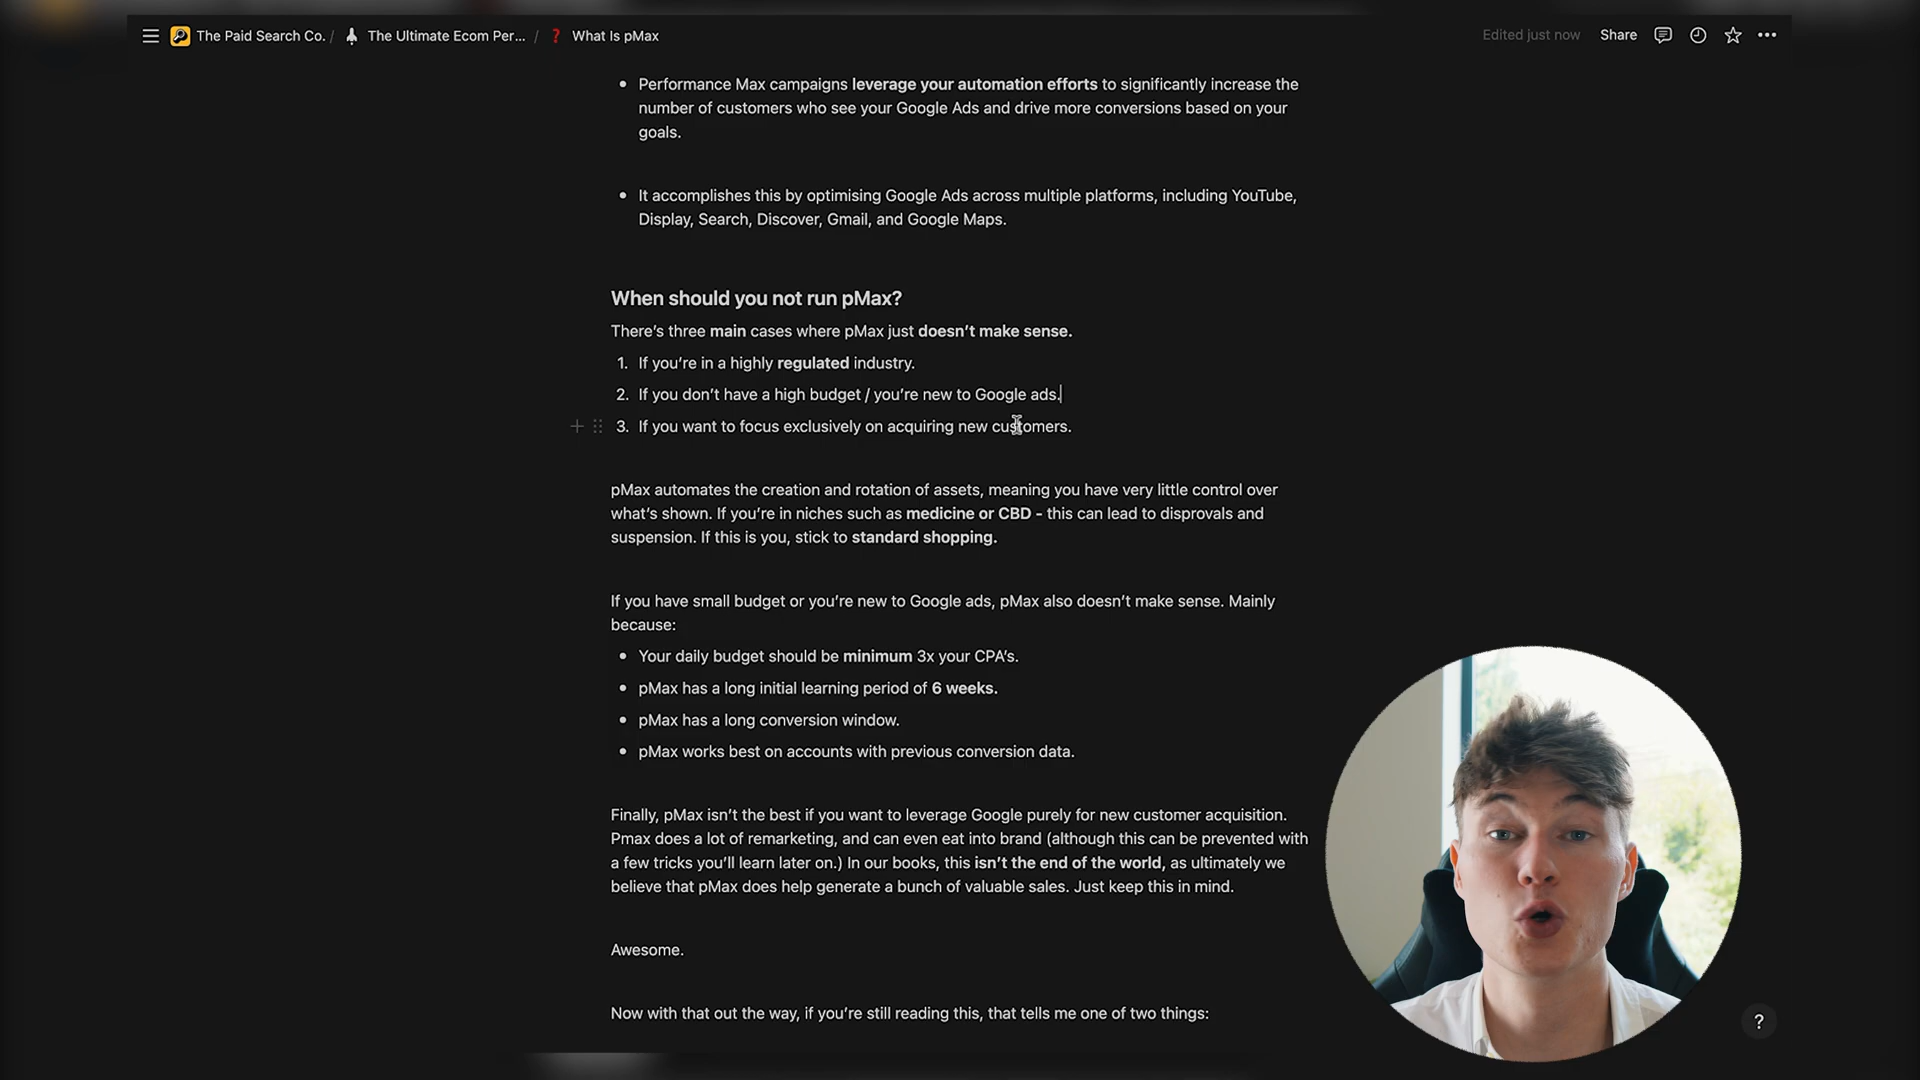 The Paid Search Co. / The Ultimate Ecom Per... / ❓ What Is pMax
Edited just now Share
• Performance Max campaigns leverage your automation efforts to significantly increase the
number of customers who see your Google Ads and drive more conversions based on your
goals.
• It accomplishes this by optimising Google Ads across multiple platforms, including YouTube,
Display, Search, Discover, Gmail, and Google Maps.
When should you not run pMax?
There's three main cases where pMax just doesn't make sense.
1. If you're in a highly regulated industry.
2. If you don't have a high budget / you're new to Google ads.
3. If you want to focus exclusively on acquiring new customers.
pMax automates the creation and rotation of assets, meaning you have very little control over
what's shown. If you're in niches such as medicine or CBD - this can lead to disprovals and
suspension. If this is you, stick to standard shopping.
If you have small budget or you're new to Google ads, pMax also doesn't make sense. Mainly
because:
• Your daily budget should be minimum 3x your CPA's.
• pMax has a long initial learning period of 6 weeks.
• pMax has a long conversion window.
• pMax works best on accounts with previous conversion data.
Finally, pMax isn't the best if you want to leverage Google purely for new customer acquisition.
Pmax does a lot of remarketing, and can even eat into brand (although this can be prevented with
a few tricks you'll learn later on.) In our books, this isn't the end of the world, as ultimately we
believe that pMax does help generate a bunch of valuable sales. Just keep this in mind.
Awesome.
Now with that out the way, if you're still reading this, that tells me one of two things:
?